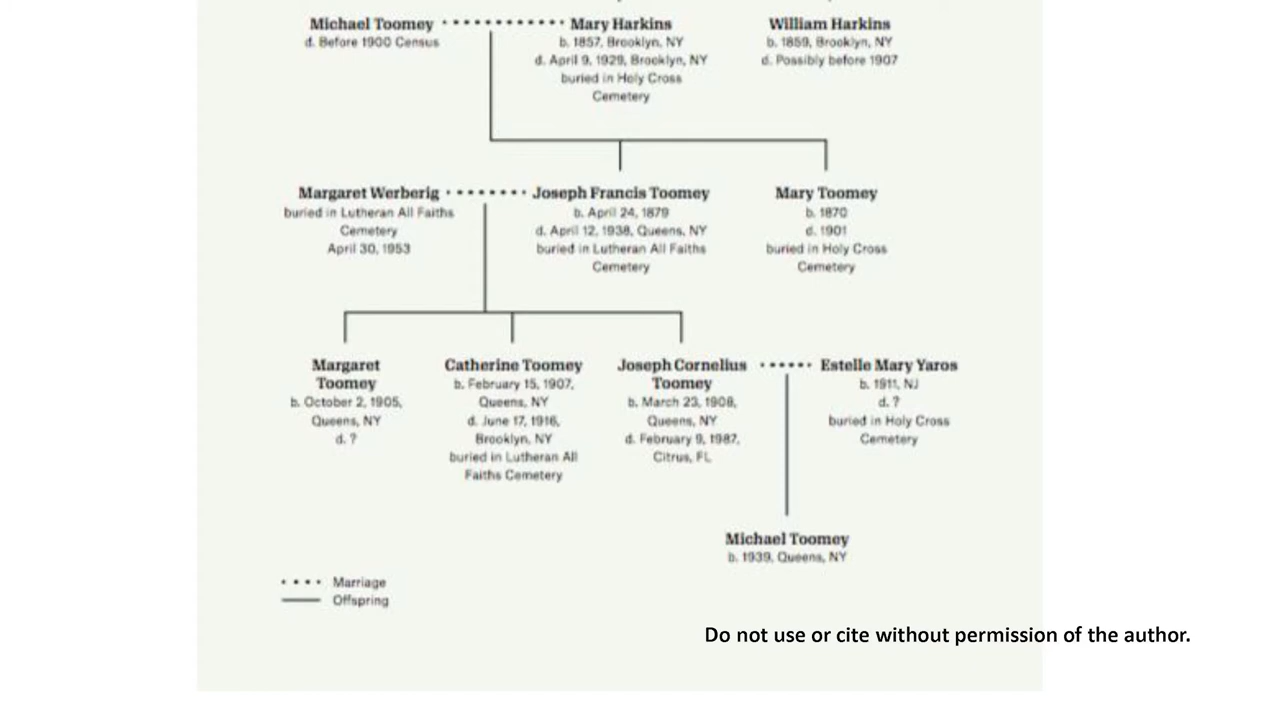 Michael Toomey
d. Before 1900 Census
Mary Harkins
b. 1857, Brooklyn, NY
d. April 9, 1929, Brooklyn, NY
buried in Holy Cross
Cemetery
William Harkins
b. 1859, Brooklyn, NY
d. Possibly before 1907
Margaret Werberig
buried in Lutheran All Faiths
Cemetery
April 30, 1953
Joseph Francis Toomey
b. April 24, 1879
d. April 12, 1938, Queens, NY
buried in Lutheran All Faiths
Cemetery
Mary Toomey
b. 1870
d. 1901
buried in Holy Cross
Cemetery
Margaret
Toomey
b. October 2, 1905,
Queens, NY
d. ?
Catherine Toomey
b. February 15, 1907,
Queens, NY
d. June 17, 1916,
Brooklyn, NY
buried in Lutheran All
Faiths Cemetery
Joseph Cornelius
Toomey
b. March 23, 1908,
Queens, NY
d. February 9, 1987,
Citrus, FL
Estelle Mary Yaros
b. 1911, NJ
d. ?
buried in Holy Cross
Cemetery
Michael Toomey
b. 1939, Queens, NY
Marriage
Offspring
Do not use or cite without permission of the author.